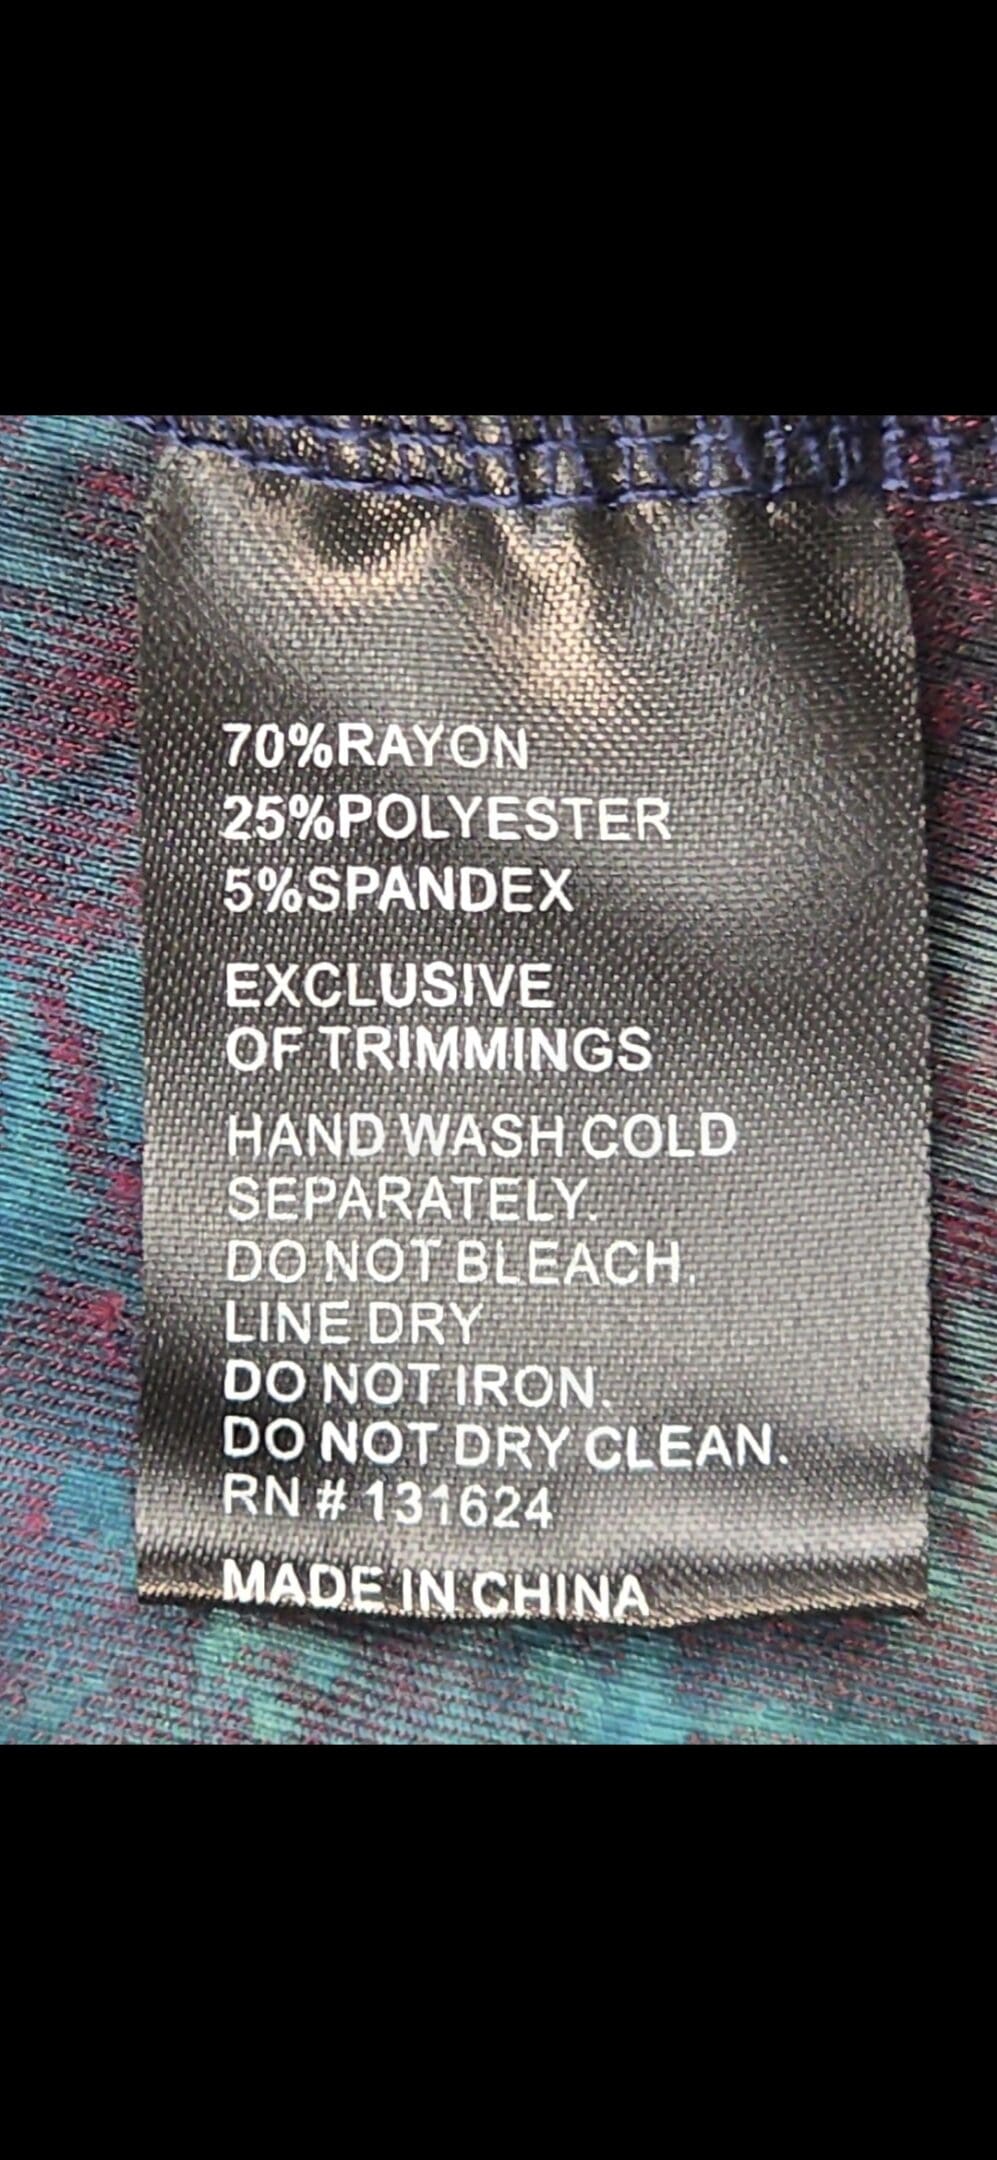 70%RAYON
25%POLYESTER
5%SPANDEX
EXCLUSIVE
OF TRIMMINGS
HAND WASH COLD
SEPARATELY.
DO NOT BLEACH.
LINE DRY
DO NOT IRON.
DO NOT DRY CLEAN.
RN # 131624
MADE IN CHINA